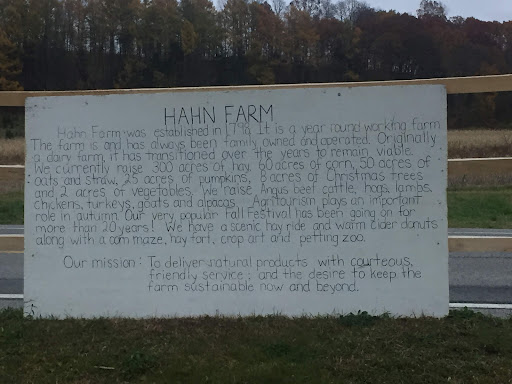 HAHN FARM
Hahn Farm was established in 1796. It is a year round working farm
The farm is and has always been family owned and operated. Originally
a dairy farm, it has transitioned over the years to remain viable.
We currently raise 300 acres of hay, 60 acres of corn, 50 acres of
oats and straw, 25 acres of pumpkins, 8 acres of Christmas trees
and 2 acres of vegetables. We raise Angus beef cattle, hogs, lambs,
chickens, turkeys, goats and alpacas. Agritourism plays an important
role in autumn. Our very popular Fall Festival has been going on for
more than 20 years! We have a scenic hay ride and warm cider donuts
along with a corn maze, hay fort, crop art and petting zoo.
Our mission: To deliver natural products with courteous,
friendly service; and the desire to keep the
farm sustainable now and beyond.